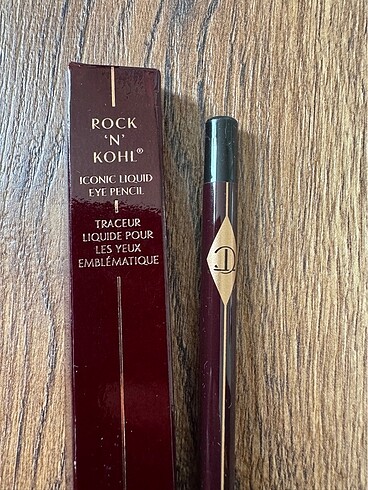 ROCK
'N'
KOHL®
ICONIC LIQUID
EYE PENCIL
TRACEUR
LIQUIDE POUR
LES YEUX
EMBLÉMATIQUE